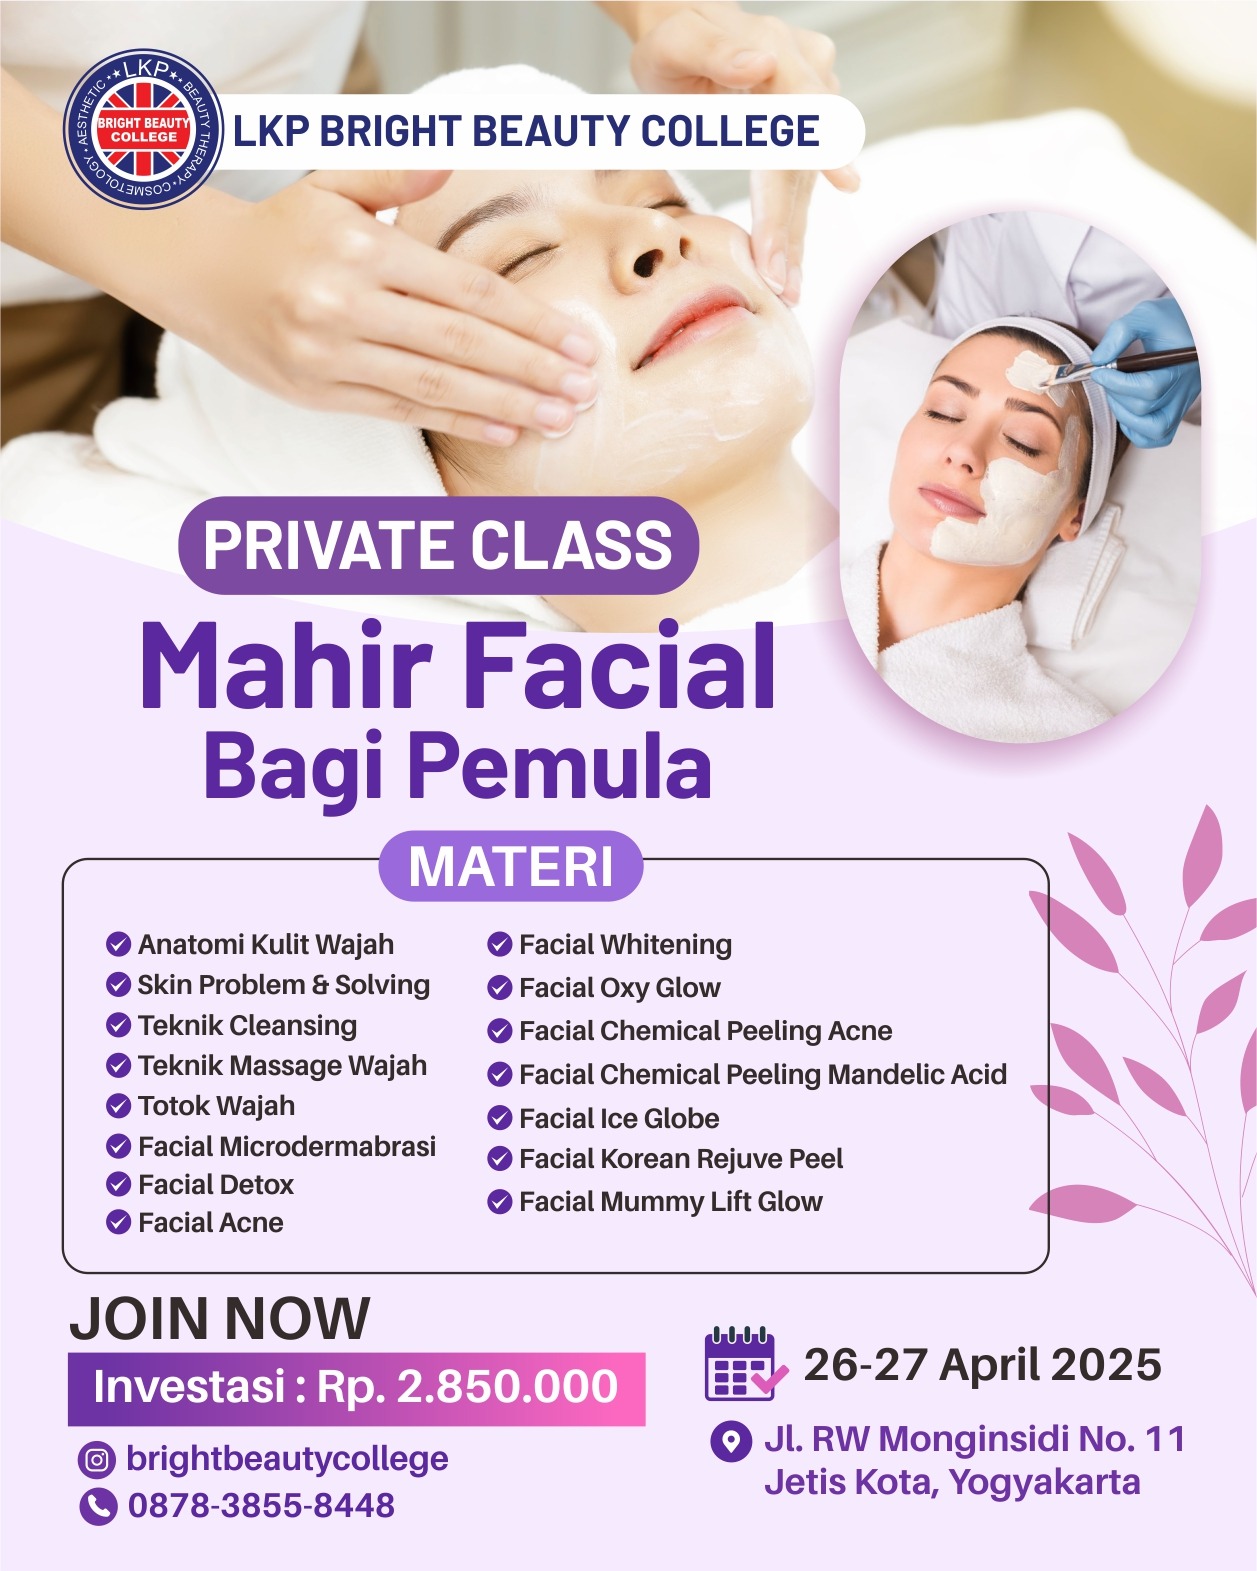 LKP
AESTHETIC
BEAUTY THERAPY
COSMETOLOGY
BRIGHT BEAUTY
COLLEGE
LKP BRIGHT BEAUTY COLLEGE
PRIVATE CLASS
Mahir Facial
Bagi Pemula
MATERI
Anatomi Kulit Wajah
Skin Problem & Solving
Teknik Cleansing
Teknik Massage Wajah
Totok Wajah
Facial Microdermabrasi
Facial Detox
Facial Acne
Facial Whitening
Facial Oxy Glow
Facial Chemical Peeling Acne
Facial Chemical Peeling Mandelic Acid
Facial Ice Globe
Facial Korean Rejuve Peel
Facial Mummy Lift Glow
JOIN NOW
Investasi : Rp. 2.850.000
brightbeautycollege
0878-3855-8448
26-27 April 2025
Jl. RW Monginsidi No. 11
Jetis Kota, Yogyakarta